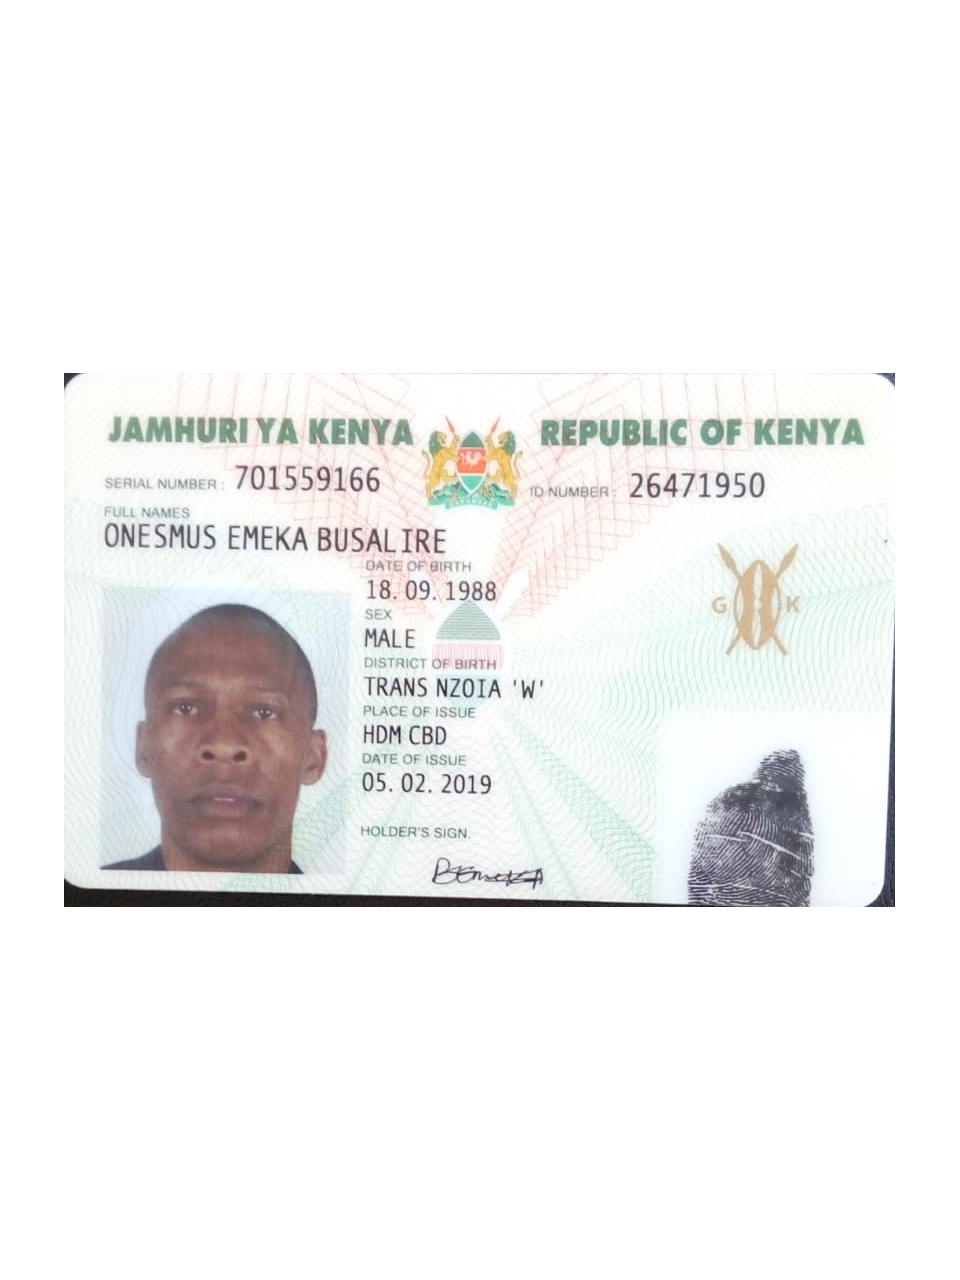 JAMHURI YA KENYA REPUBLIC OF KENYA
SERIAL NUMBER : 701559166 ID NUMBER : 26471950
FULL NAMES
ONESMUS EMEKA BUSALIRE
DATE OF BIRTH
18.09.1988
SEX
MALE
DISTRICT OF BIRTH
TRANS NZOIA 'W'
PLACE OF ISSUE
HDM CBD
DATE OF ISSUE
05.02.2019
HOLDER'S SIGN.
G K